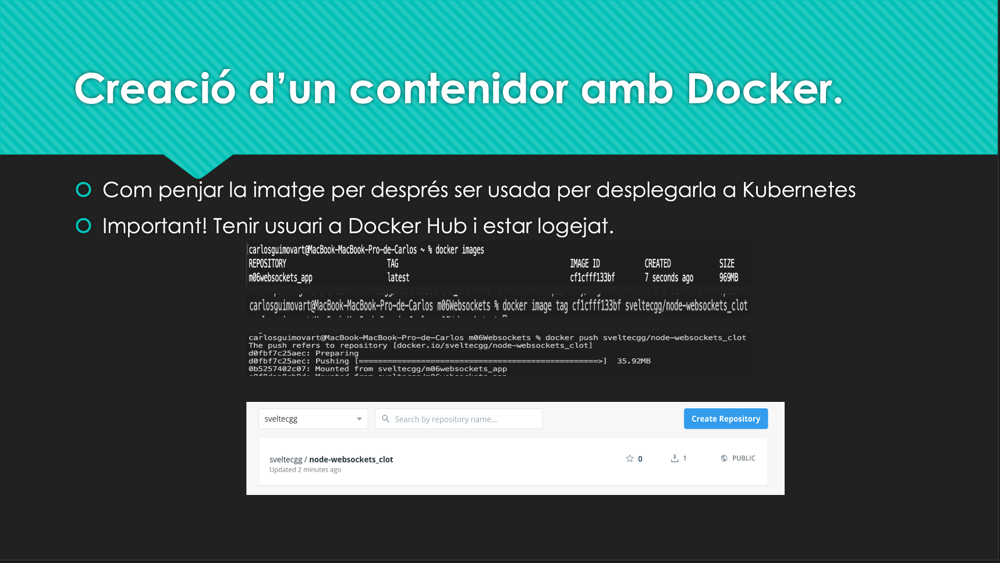 Creació d’un contenidor amb Docker.
Com penjar la imatge per després ser usada per desplegarla a Kubernetes
Important! Tenir usuari a Docker Hub i estar logejat.
carlosguimovart@MacBook-MacBook-Pro-de-Carlos ~ % docker images
REPOSITORY TAG IMAGE ID CREATED SIZE
m06websockets_app latest cf1cfff133bf 7 seconds ago 969MB
carlosguimovart@MacBook-MacBook-Pro-de-Carlos m06Websockets % docker image tag cf1cfff133bf sveltecgg/node-websockets_clot
carlosguimovart@MacBook-MacBook-Pro-de-Carlos m06Websockets % docker push sveltecgg/node-websockets_clot
The push refers to repository [docker.io/sveltecgg/node-websockets_clot]
d0fbf7c25aec: Preparing
d0fbf7c25aec: Pushing [==================================================>] 35.92MB
0b5257402c07: Mounted from sveltecgg/m06websockets_app
sveltecgg Search by repository name... Create Repository
sveltecgg / node-websockets_clot 0 1 PUBLIC
Updated 2 minutes ago